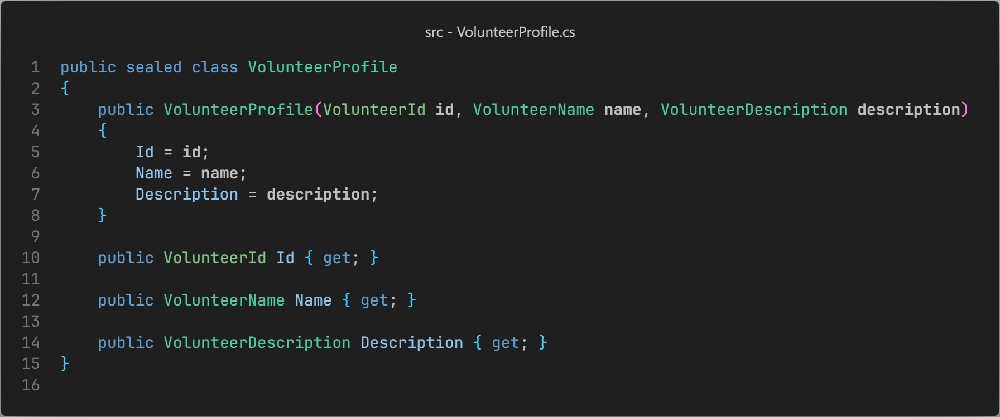 src - VolunteerProfile.cs
1 public sealed class VolunteerProfile
2 {
3     public VolunteerProfile(VolunteerId id, VolunteerName name, VolunteerDescription description)
4     {
5         Id = id;
6         Name = name;
7         Description = description;
8     }
9
10     public VolunteerId Id { get; }
11
12     public VolunteerName Name { get; }
13
14     public VolunteerDescription Description { get; }
15 }
16